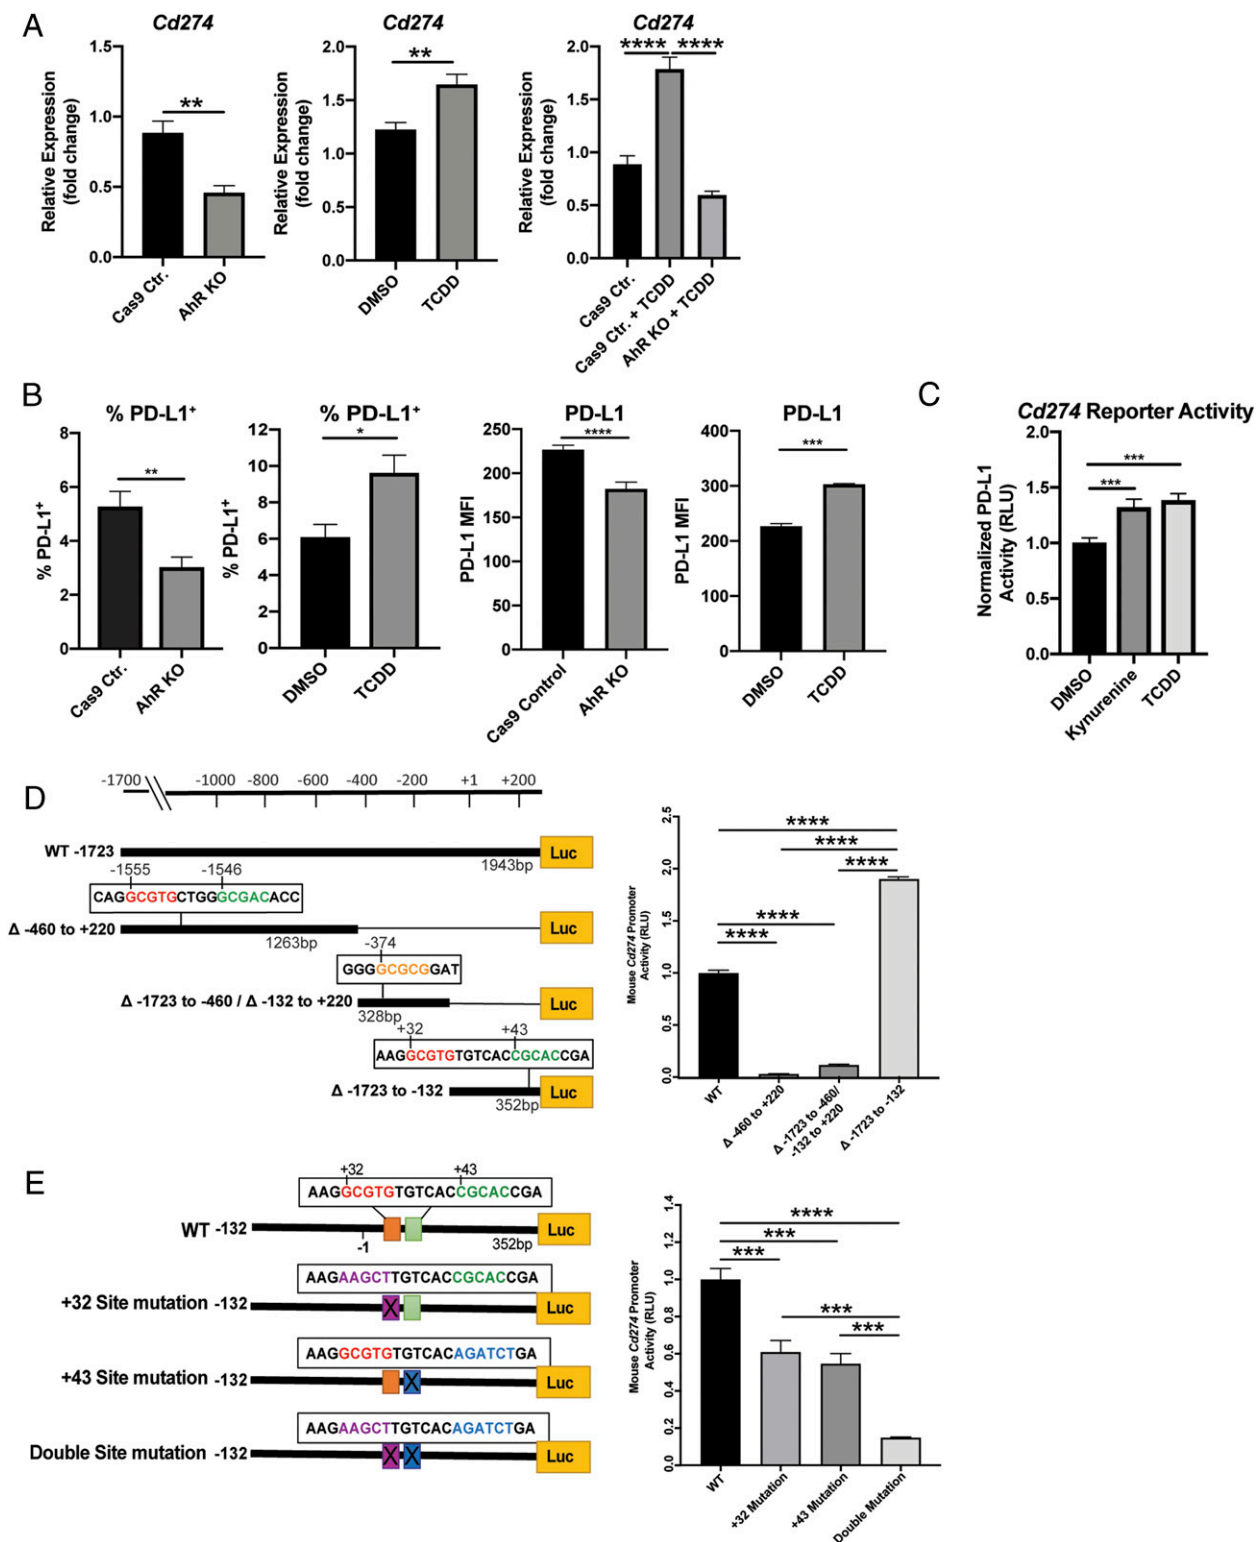 A
Cd274
Relative Expression
(fold change)
1.5
1.0
0.5
0.0
**
Cas9 Ctr.
AhR KO
Cd274
Relative Expression
(fold change)
2.0
1.5
1.0
0.5
0.0
**
DMSO
TCDD
Cd274
Relative Expression
(fold change)
2.0
1.5
1.0
0.5
0.0
**** ****
Cas9 Ctr.
Cas9 Ctr. + TCDD
AhR KO + TCDD
B
% PD-L1+
% PD-L1+
8
6
4
2
0
**
Cas9 Ctr.
AhR KO
% PD-L1+
% PD-L1+
12
10
8
6
4
2
0
*
DMSO
TCDD
PD-L1
PD-L1 MFI
250
200
150
100
50
0
****
Cas9 Control
AhR KO
PD-L1
PD-L1 MFI
400
300
200
100
0
***
DMSO
TCDD
C
Cd274 Reporter Activity
Normalized PD-L1
Activity (RLU)
2.0
1.5
1.0
0.5
0.0
***
***
DMSO
Kynurenine
TCDD
D
-1700 -1000 -800 -600 -400 -200 +1 +200
WT -1723
1943bp
Luc
-1555 -1546
CAGGCGTGCTGGGCGACACC
Δ -460 to +220
1263bp
Luc
-374
GGGGCGCGGAT
Δ -1723 to -460 / Δ -132 to +220
328bp
Luc
+32 +43
AAGGCGTGTGTCACCGCACCGA
Δ -1723 to -132
352bp
Luc
Mouse Cd274 Promoter
Activity (RLU)
2.5
2.0
1.5
1.0
0.5
0.0
****
****
****
****
****
WT
Δ -460 to +220
Δ -1723 to -460/
-132 to +220
Δ -1723 to -132
E
+32 +43
AAGGCGTGTGTCACCGCACCGA
WT -132
-1
352bp
Luc
AAGAAGCTTGTCACCGCACCGA
+32 Site mutation -132
X
Luc
AAGGCGTGTGTCACAGATCTGA
+43 Site mutation -132
X
Luc
AAGAAGCTTGTCACAGATCTGA
Double Site mutation -132
X X
Luc
Mouse Cd274 Promoter
Activity (RLU)
1.4
1.2
1.0
0.8
0.6
0.4
0.2
0.0
****
***
***
***
***
WT
+32 Mutation
+43 Mutation
Double Mutation